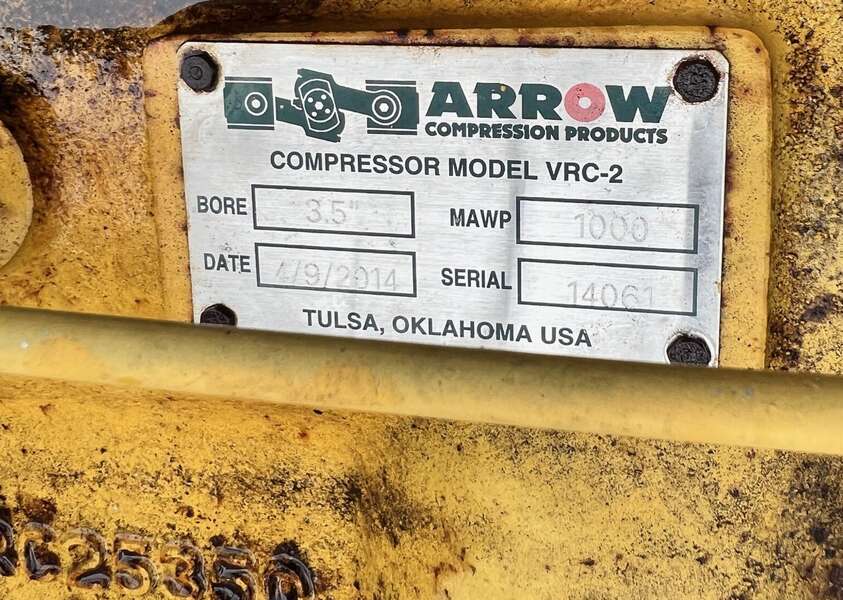 ARROW
COMPRESSION PRODUCTS
COMPRESSOR MODEL VRC-2
BORE 3.5" MAWP 1000
DATE 4/9/2014 SERIAL 14061
TULSA, OKLAHOMA USA